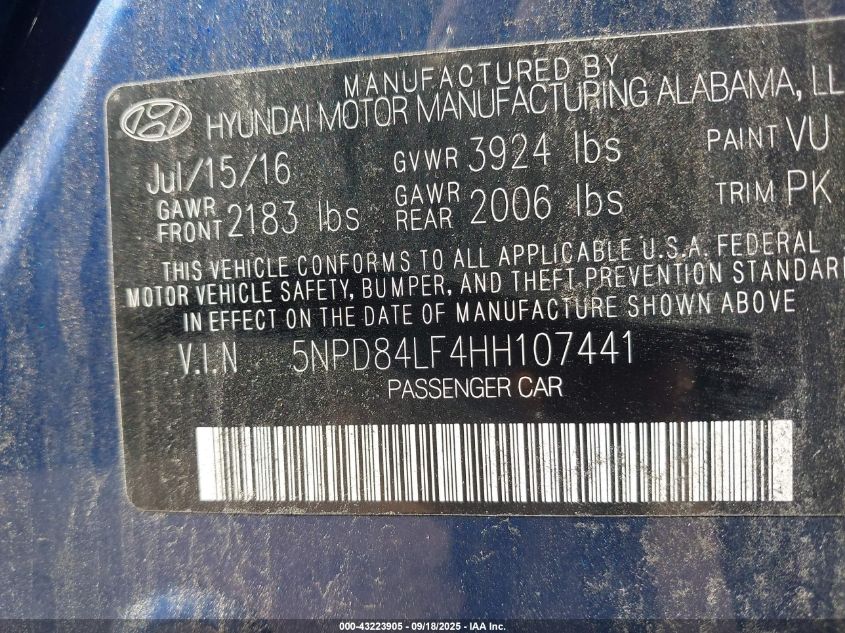 MANUFACTURED BY
HYUNDAI MOTOR MANUFACTURING ALABAMA, LL
Jul/15/16 GVWR 3924 lbs PAINT VU
GAWR FRONT 2183 lbs GAWR REAR 2006 lbs TRIM PK
THIS VEHICLE CONFORMS TO ALL APPLICABLE U.S.A. FEDERAL
MOTOR VEHICLE SAFETY, BUMPER, AND THEFT PREVENTION STANDAR
IN EFFECT ON THE DATE OF MANUFACTURE SHOWN ABOVE
V.I.N 5NPD84LF4HH107441
PASSENGER CAR
000-43223905 - 09/18/2025 - IAA Inc.